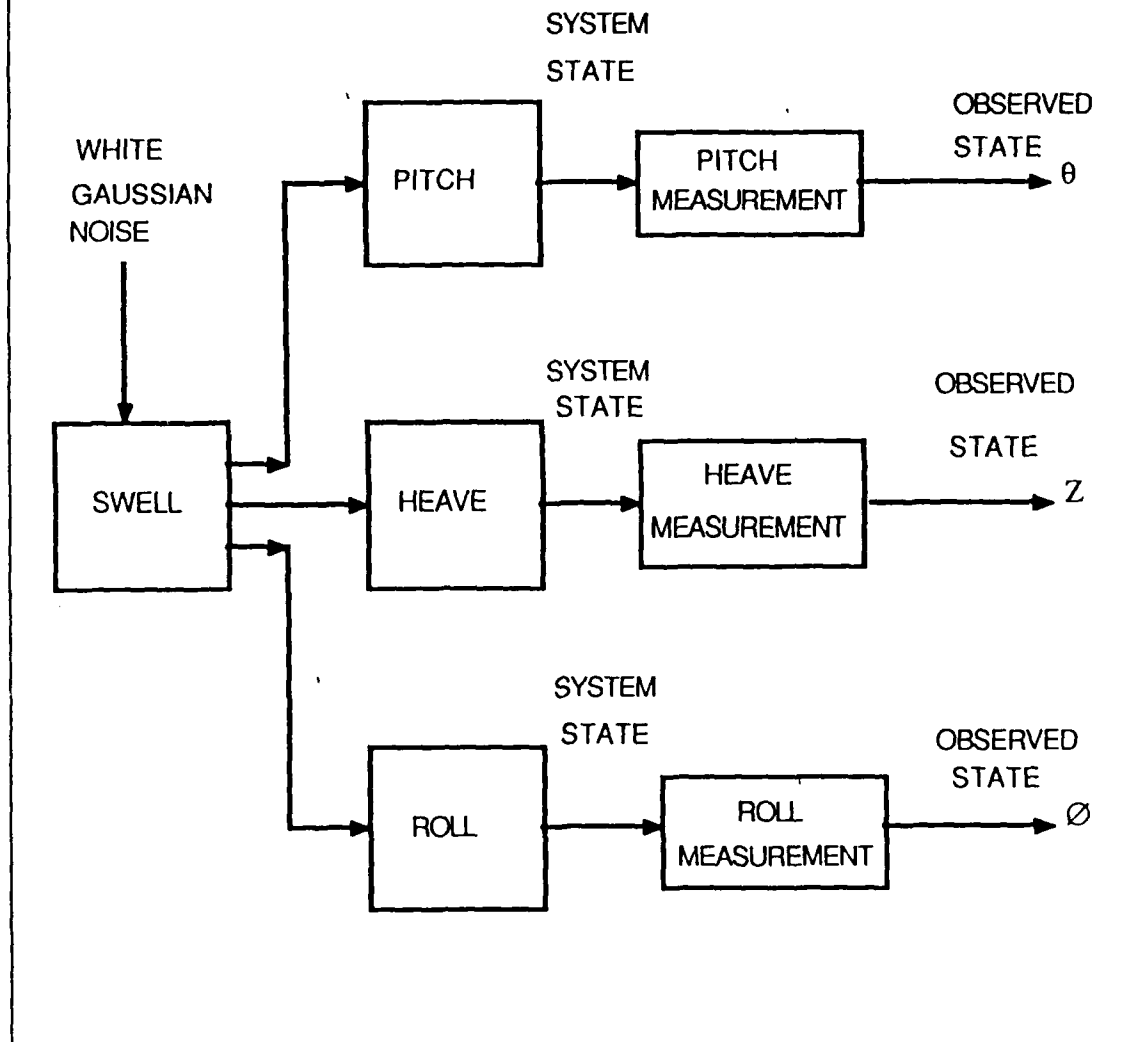 SYSTEM
STATE
OBSERVED
STATE
θ
WHITE
GAUSSIAN
NOISE
PITCH
PITCH
MEASUREMENT
SYSTEM
STATE
OBSERVED
STATE
Z
SWELL
HEAVE
HEAVE
MEASUREMENT
SYSTEM
STATE
OBSERVED
STATE
∅
ROLL
ROLL
MEASUREMENT